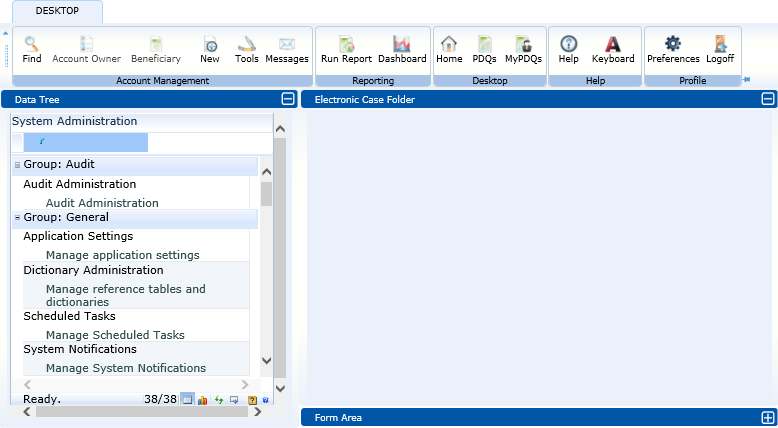 DESKTOP
Find Account Owner Beneficiary New Tools Messages Run Report Dashboard Home PDQs MyPDQs Help Keyboard Preferences Logoff
Account Management Reporting Desktop Help Profile
Data Tree
Electronic Case Folder
System Administration
Group: Audit
Audit Administration
Audit Administration
Group: General
Application Settings
Manage application settings
Dictionary Administration
Manage reference tables and
dictionaries
Scheduled Tasks
Manage Scheduled Tasks
System Notifications
Manage System Notifications
Ready. 38/38
Form Area